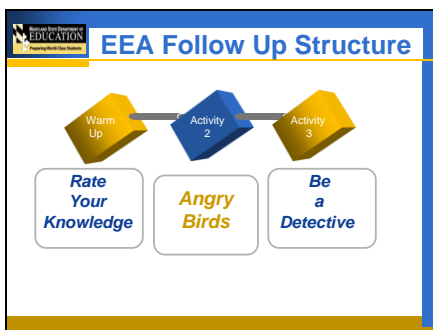 MARYLAND STATE DEPARTMENT OF
EDUCATION
Preparing World-Class Students
EEA Follow Up Structure
Warm
Up
Activity
2
Activity
3
Rate
Your
Knowledge
Angry
Birds
Be
a
Detective